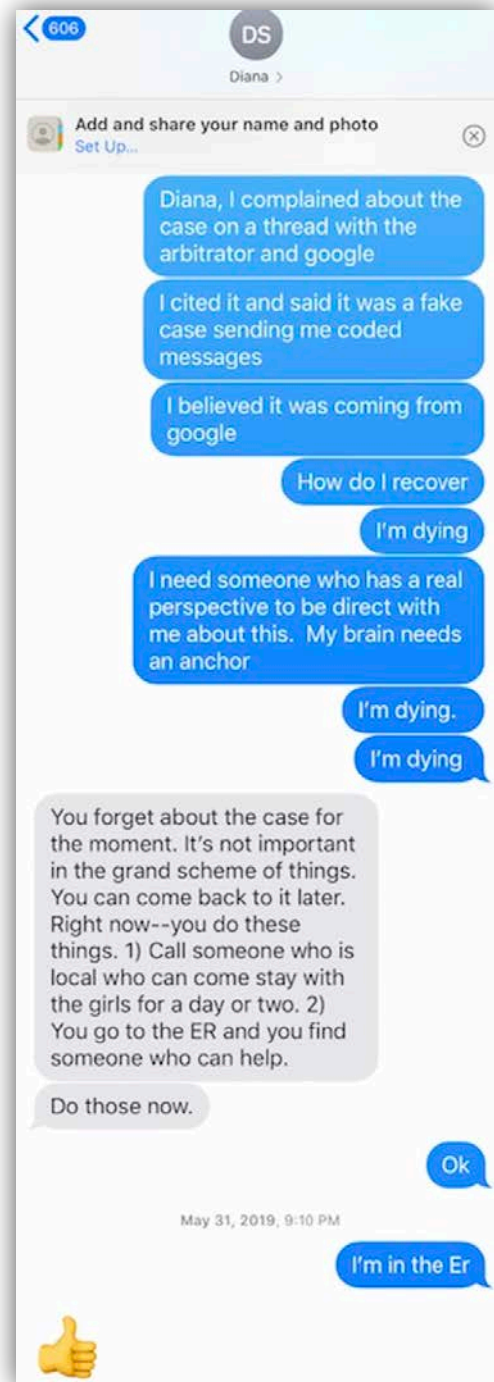 606
DS
Diana >
Add and share your name and photo
Set Up...
Diana, I complained about the
case on a thread with the
arbitrator and google
I cited it and said it was a fake
case sending me coded
messages
I believed it was coming from
google
How do I recover
I'm dying
I need someone who has a real
perspective to be direct with
me about this. My brain needs
an anchor
I'm dying.
I'm dying
You forget about the case for
the moment. It's not important
in the grand scheme of things.
You can come back to it later.
Right now--you do these
things. 1) Call someone who is
local who can come stay with
the girls for a day or two. 2)
You go to the ER and you find
someone who can help.
Do those now.
Ok
May 31, 2019, 9:10 PM
I'm in the Er